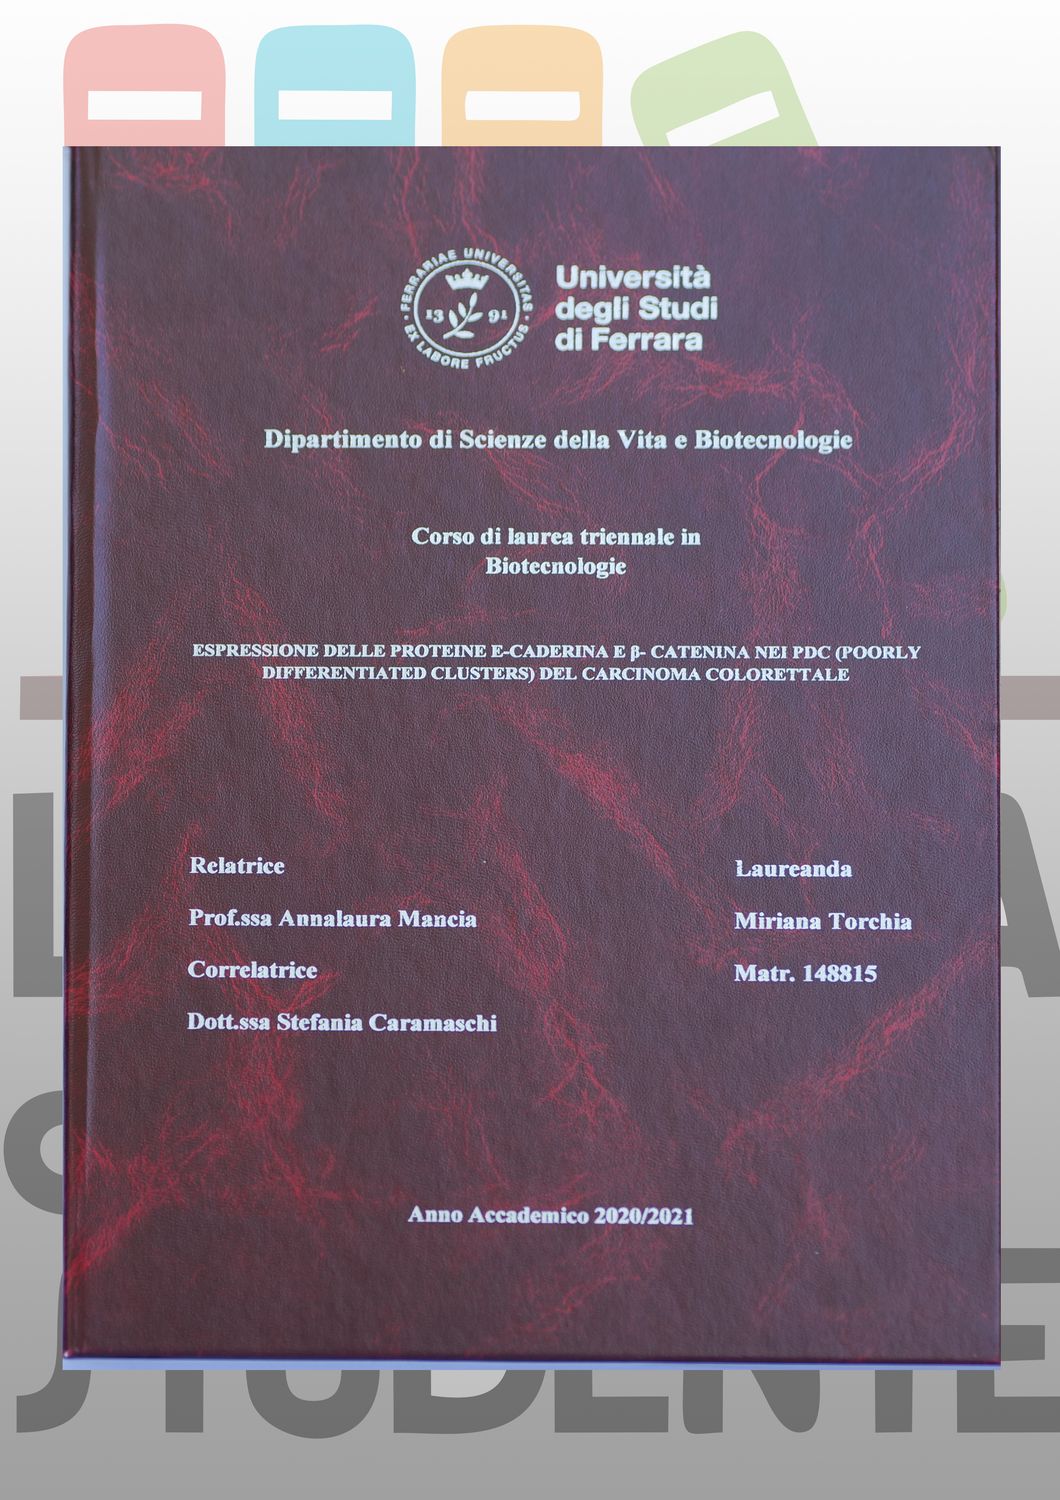 FERRARIAE UNIVERSITAS
EX LABORE FRUCTUS
1391
Università
degli Studi
di Ferrara
Dipartimento di Scienze della Vita e Biotecnologie
Corso di laurea triennale in
Biotecnologie
ESPRESSIONE DELLE PROTEINE E-CADERINA E β- CATENINA NEI PDC (POORLY
DIFFERENTIATED CLUSTERS) DEL CARCINOMA COLORETTALE
Relatrice
Laureanda
Prof.ssa Annalaura Mancia
Miriana Torchia
Correlatrice
Matr. 148815
Dott.ssa Stefania Caramaschi
Anno Accademico 2020/2021
STUDENTE